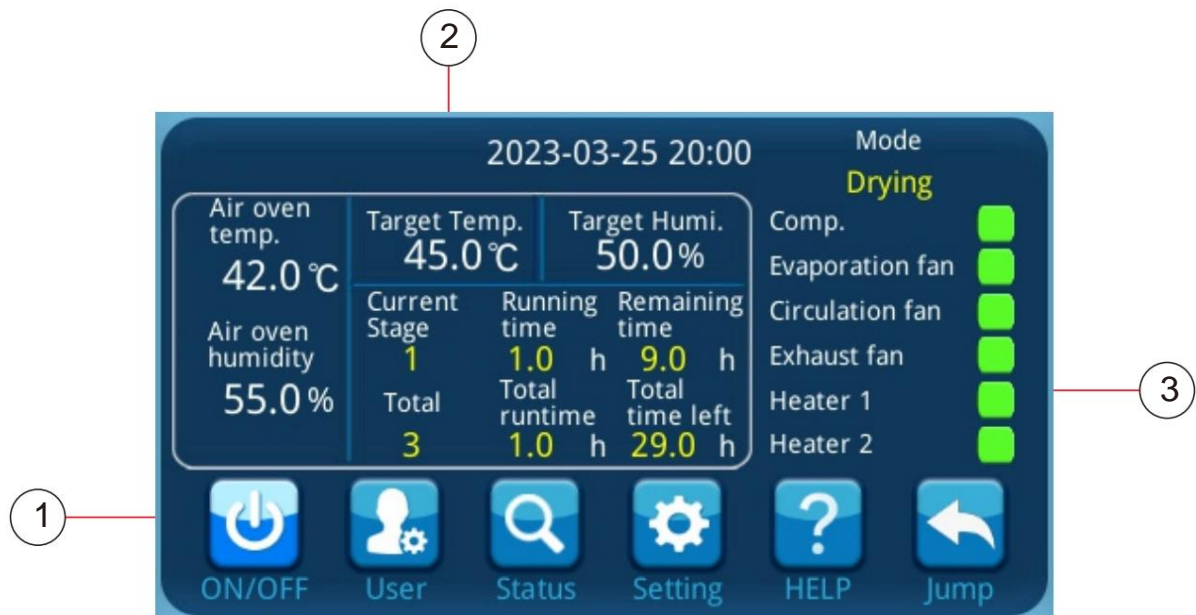 2
2023-03-25 20:00
Mode
Drying
Air oven
temp.
42.0 ℃
Air oven
humidity
55.0 %
Target Temp.
45.0 ℃
Target Humi.
50.0 %
Current
Stage
1
Running
time
1.0 h
Remaining
time
9.0 h
Total
3
Total
runtime
1.0 h
Total
time left
29.0 h
Comp.
Evaporation fan
Circulation fan
Exhaust fan
Heater 1
Heater 2
3
1
ON/OFF
User
Status
Setting
?
HELP
Jump